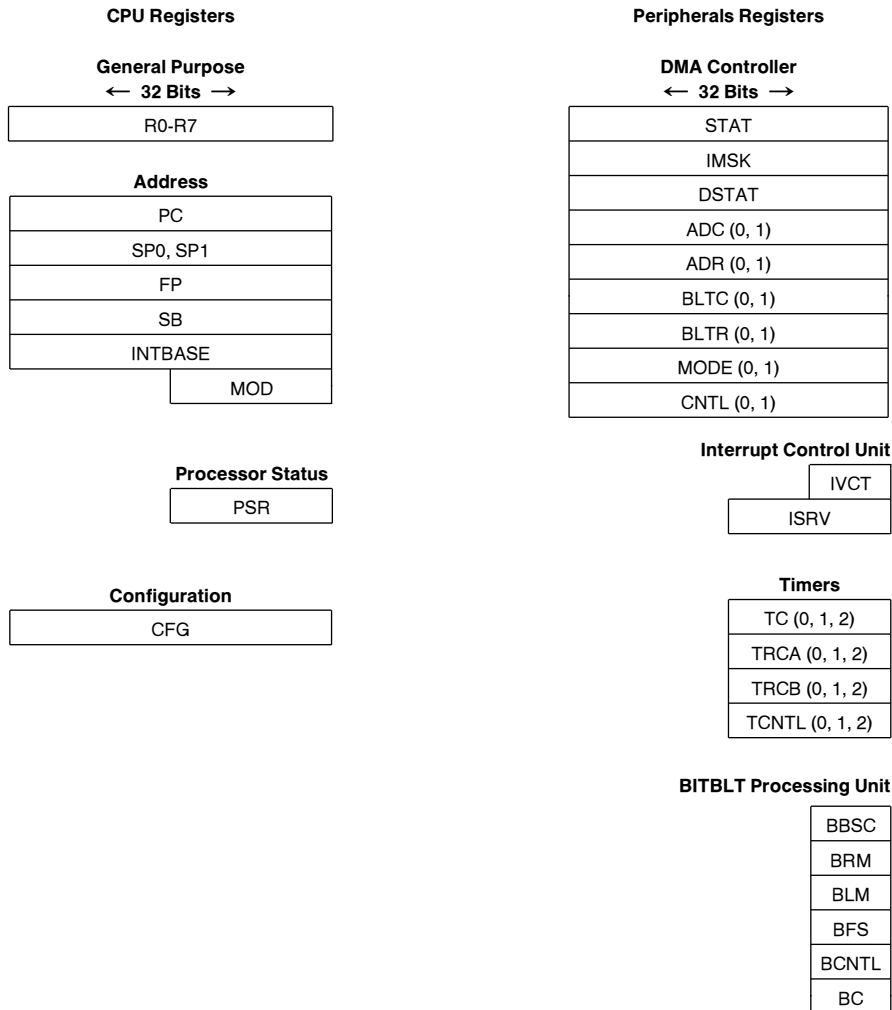 CPU Registers
General Purpose
← 32 Bits →
R0-R7
Address
PC
SP0, SP1
FP
SB
INTBASE
MOD
Processor Status
PSR
Configuration
CFG
Peripherals Registers
DMA Controller
← 32 Bits →
STAT
IMSK
DSTAT
ADC (0, 1)
ADR (0, 1)
BLTC (0, 1)
BLTR (0, 1)
MODE (0, 1)
CNTL (0, 1)
Interrupt Control Unit
IVCT
ISRV
Timers
TC (0, 1, 2)
TRCA (0, 1, 2)
TRCB (0, 1, 2)
TCNTL (0, 1, 2)
BITBLT Processing Unit
BBSC
BRM
BLM
BFS
BCNTL
BC